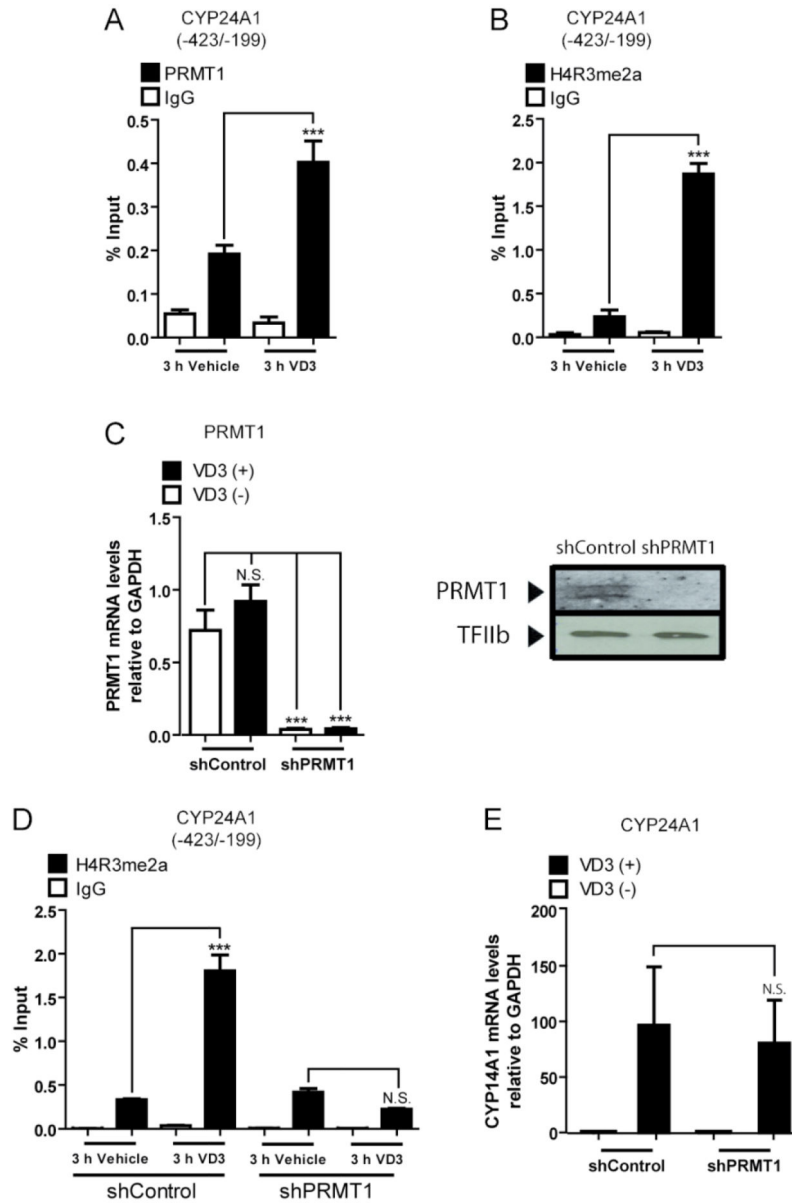 A
CYP24A1
(-423/-199)
PRMT1
IgG
% Input
0.5
0.4
0.3
0.2
0.1
0.0
***
3 h Vehicle
3 h VD3
B
CYP24A1
(-423/-199)
H4R3me2a
IgG
% Input
2.5
2.0
1.5
1.0
0.5
0.0
***
3 h Vehicle
3 h VD3
C
PRMT1
VD3 (+)
VD3 (-)
PRMT1 mRNA levels
relative to GAPDH
1.5
1.0
0.5
0.0
N.S.
***
***
shControl
shPRMT1
shControl shPRMT1
PRMT1
TFIIb
D
CYP24A1
(-423/-199)
H4R3me2a
IgG
% Input
2.5
2.0
1.5
1.0
0.5
0.0
***
N.S.
3 h Vehicle
3 h VD3
3 h Vehicle
3 h VD3
shControl
shPRMT1
E
CYP24A1
VD3 (+)
VD3 (-)
CYP14A1 mRNA levels
relative to GAPDH
200
150
100
50
0
N.S.
shControl
shPRMT1